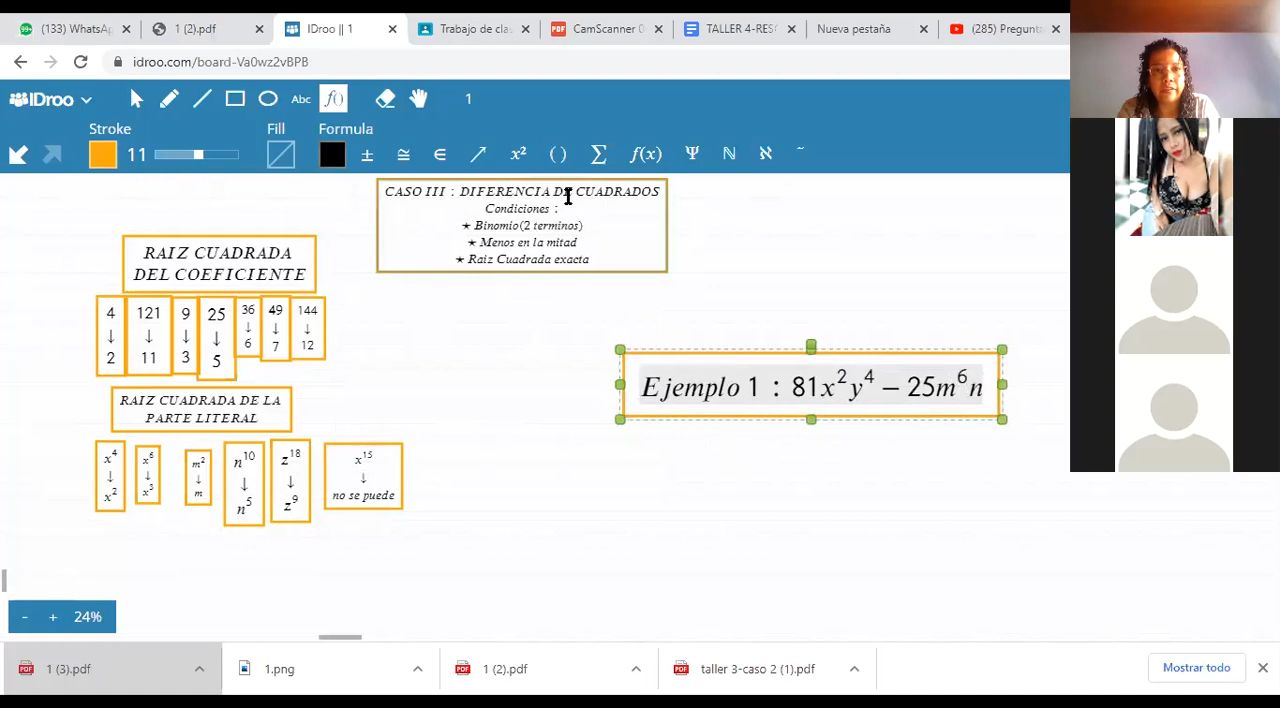 99+
(133) WhatsA
1 (2).pdf
IDroo || 1
Trabajo de cla
CamScanner 0
TALLER 4-RES
Nueva pestaña
(285) Pregunt
idroo.com/board-Va0wz2vBPB
IDroo
Abc
f()
1
Stroke
Fill
Formula
11
± ≅ ∈ x² ( ) ∑ f(x) Ψ ℕ ℵ ~
CASO III : DIFERENCIA DE CUADRADOS
Condiciones :
★ Binomio(2 terminos)
★ Menos en la mitad
★ Raiz Cuadrada exacta
RAIZ CUADRADA
DEL COEFICIENTE
4 121 9 25 36 49 144
↓ ↓ ↓ ↓ ↓ ↓ ↓
2 11 3 5 6 7 12
Ejemplo 1 : 81x²y⁴ − 25m⁶n
RAIZ CUADRADA DE LA
PARTE LITERAL
x⁴ x⁶ m² n¹⁰ z¹⁸ x¹⁵
↓ ↓ ↓ ↓ ↓ ↓
x² x³ m n⁵ z⁹ no se puede
- + 24%
1 (3).pdf
1.png
1 (2).pdf
taller 3-caso 2 (1).pdf
Mostrar todo